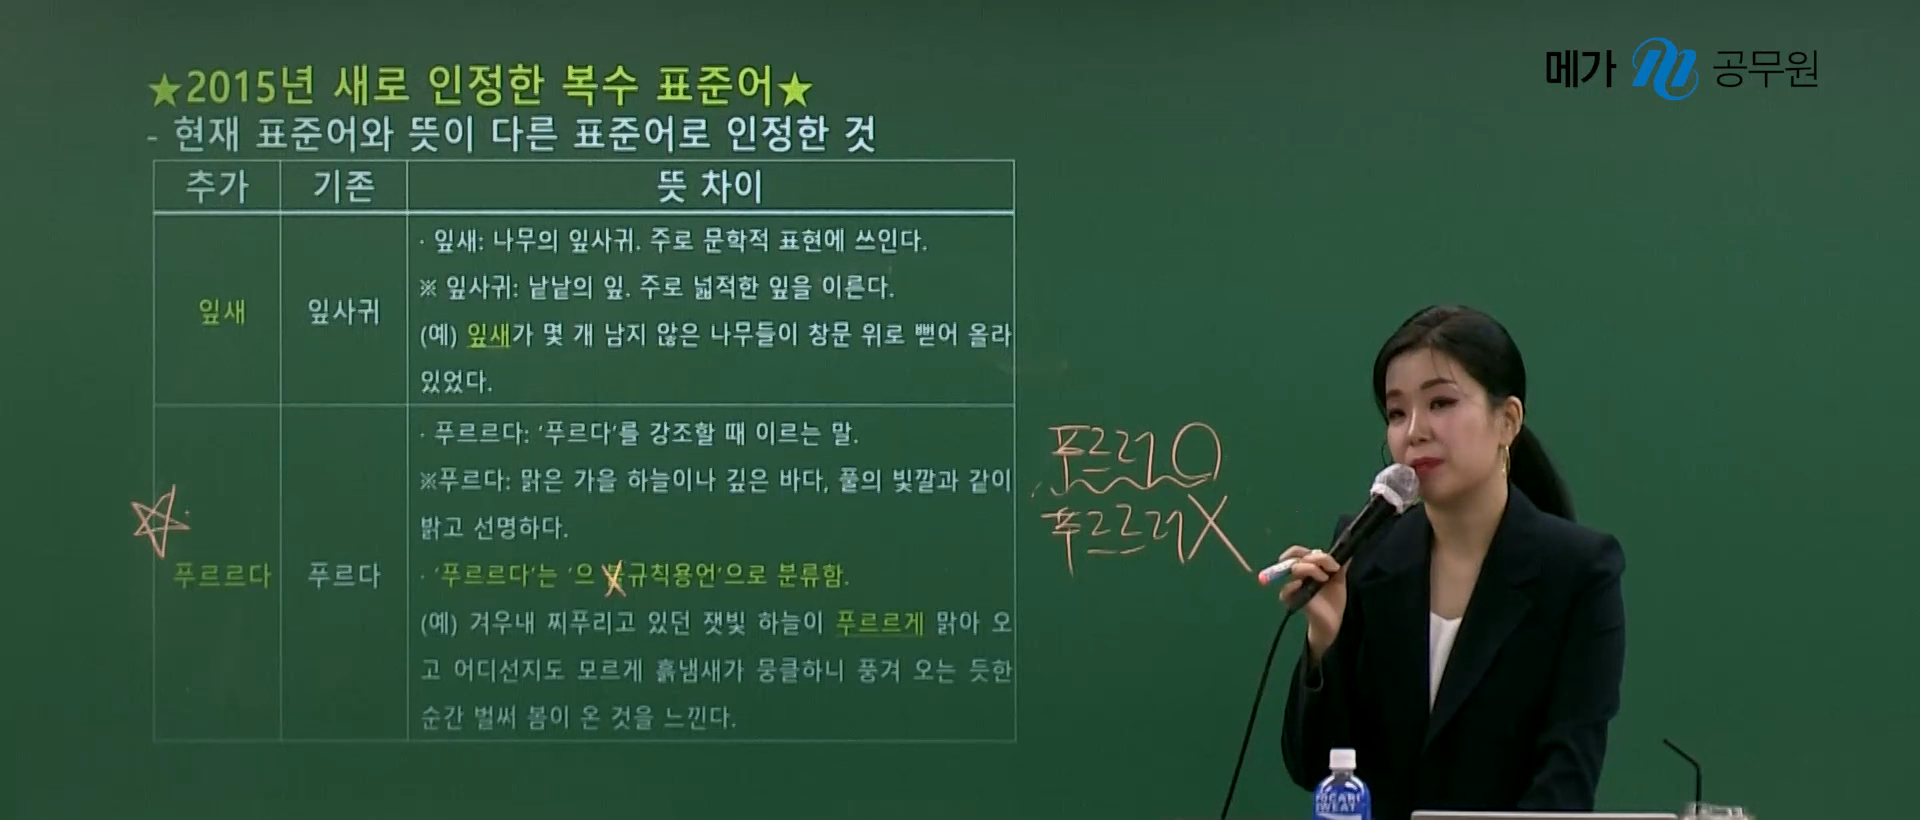 메가 공무원
★2015년 새로 인정한 복수 표준어★
- 현재 표준어와 뜻이 다른 표준어로 인정한 것
추가 기존 뜻 차이
잎새 잎사귀
· 잎새: 나무의 잎사귀. 주로 문학적 표현에 쓰인다.
※ 잎사귀: 낱낱의 잎. 주로 넓적한 잎을 이른다.
(예) 잎새가 몇 개 남지 않은 나무들이 창문 위로 뻗어 올라
있었다.
푸르르다 푸르다
· 푸르르다: '푸르다'를 강조할 때 이르는 말.
※푸르다: 맑은 가을 하늘이나 깊은 바다, 풀의 빛깔과 같이
밝고 선명하다.
· '푸르르다'는 '으 불규칙용언'으로 분류함.
(예) 겨우내 찌푸리고 있던 잿빛 하늘이 푸르르게 맑아 오
고 어디선지도 모르게 흙냄새가 뭉클하니 풍겨 오는 듯한
순간 벌써 봄이 온 것을 느낀다.
푸르러 O
푸르르러 X
POCARI
SWEAT